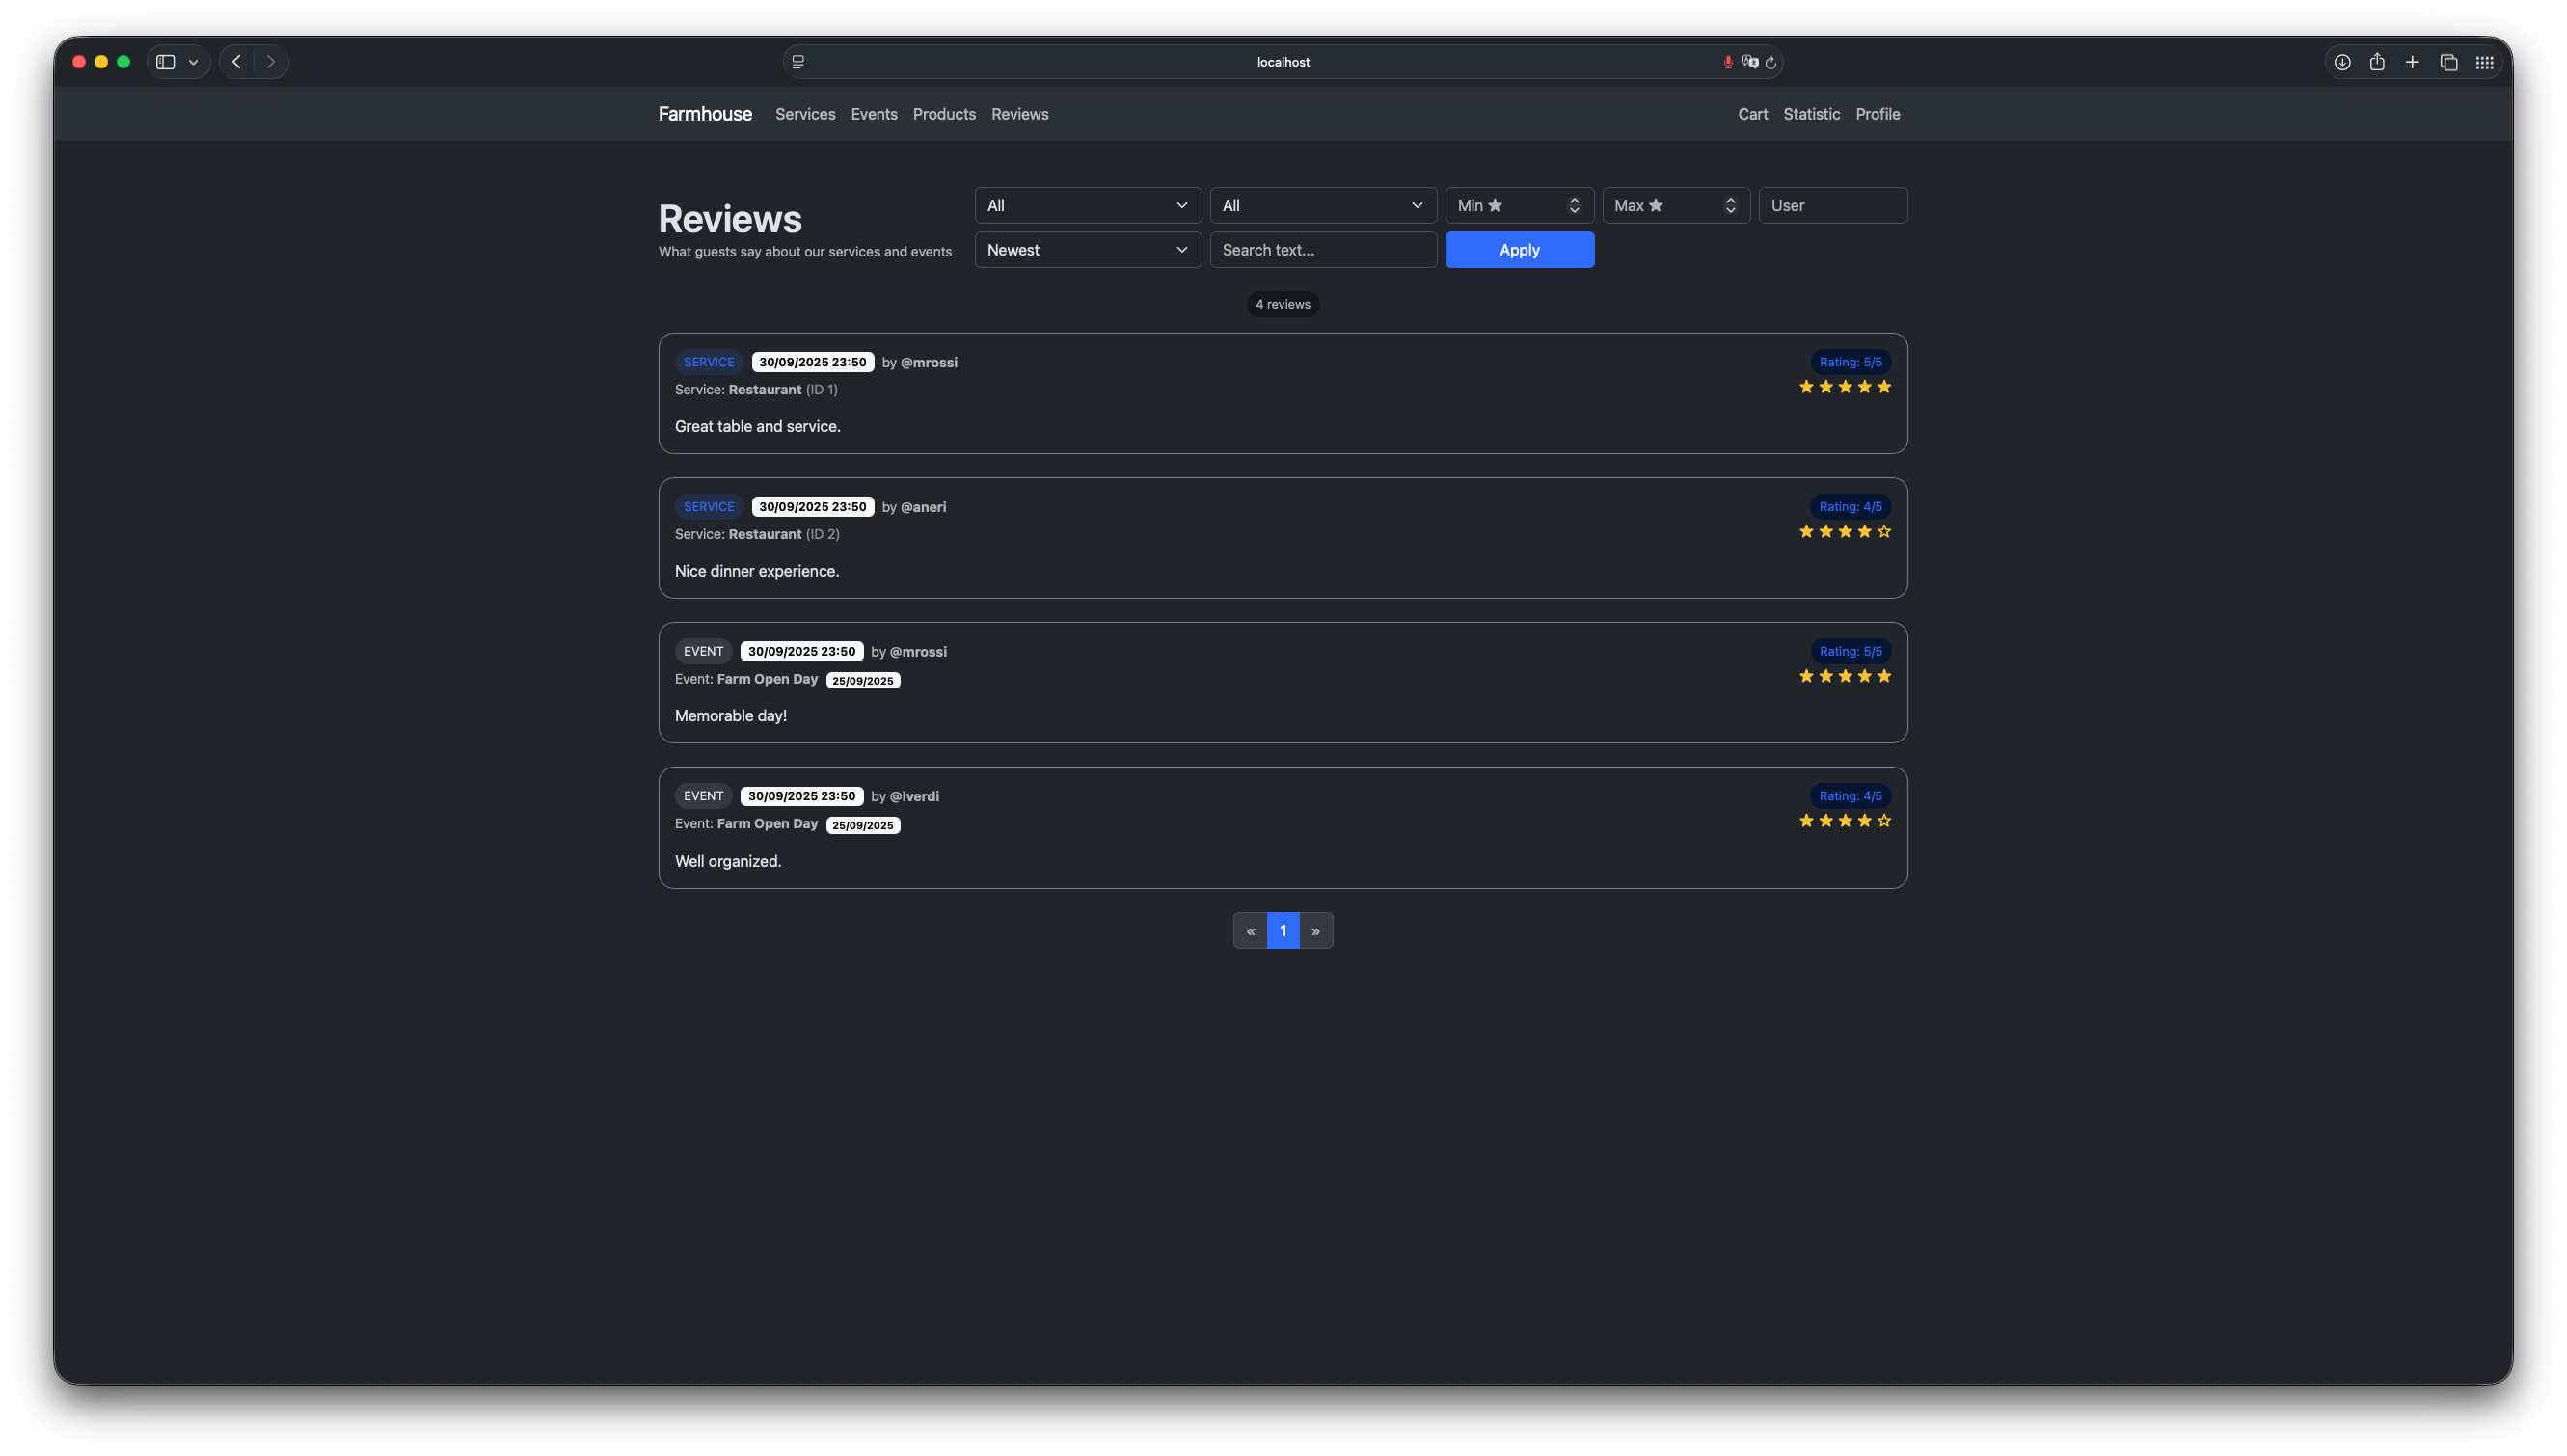 localhost
Farmhouse Services Events Products Reviews Cart Statistic Profile
Reviews
What guests say about our services and events
All All Min ★ Max ★ User
Newest Search text... Apply
4 reviews
SERVICE 30/09/2025 23:50 by @mrossi Rating: 5/5
Service: Restaurant (ID 1)
Great table and service.
SERVICE 30/09/2025 23:50 by @aneri Rating: 4/5
Service: Restaurant (ID 2)
Nice dinner experience.
EVENT 30/09/2025 23:50 by @mrossi Rating: 5/5
Event: Farm Open Day 25/09/2025
Memorable day!
EVENT 30/09/2025 23:50 by @lverdi Rating: 4/5
Event: Farm Open Day 25/09/2025
Well organized.
« 1 »